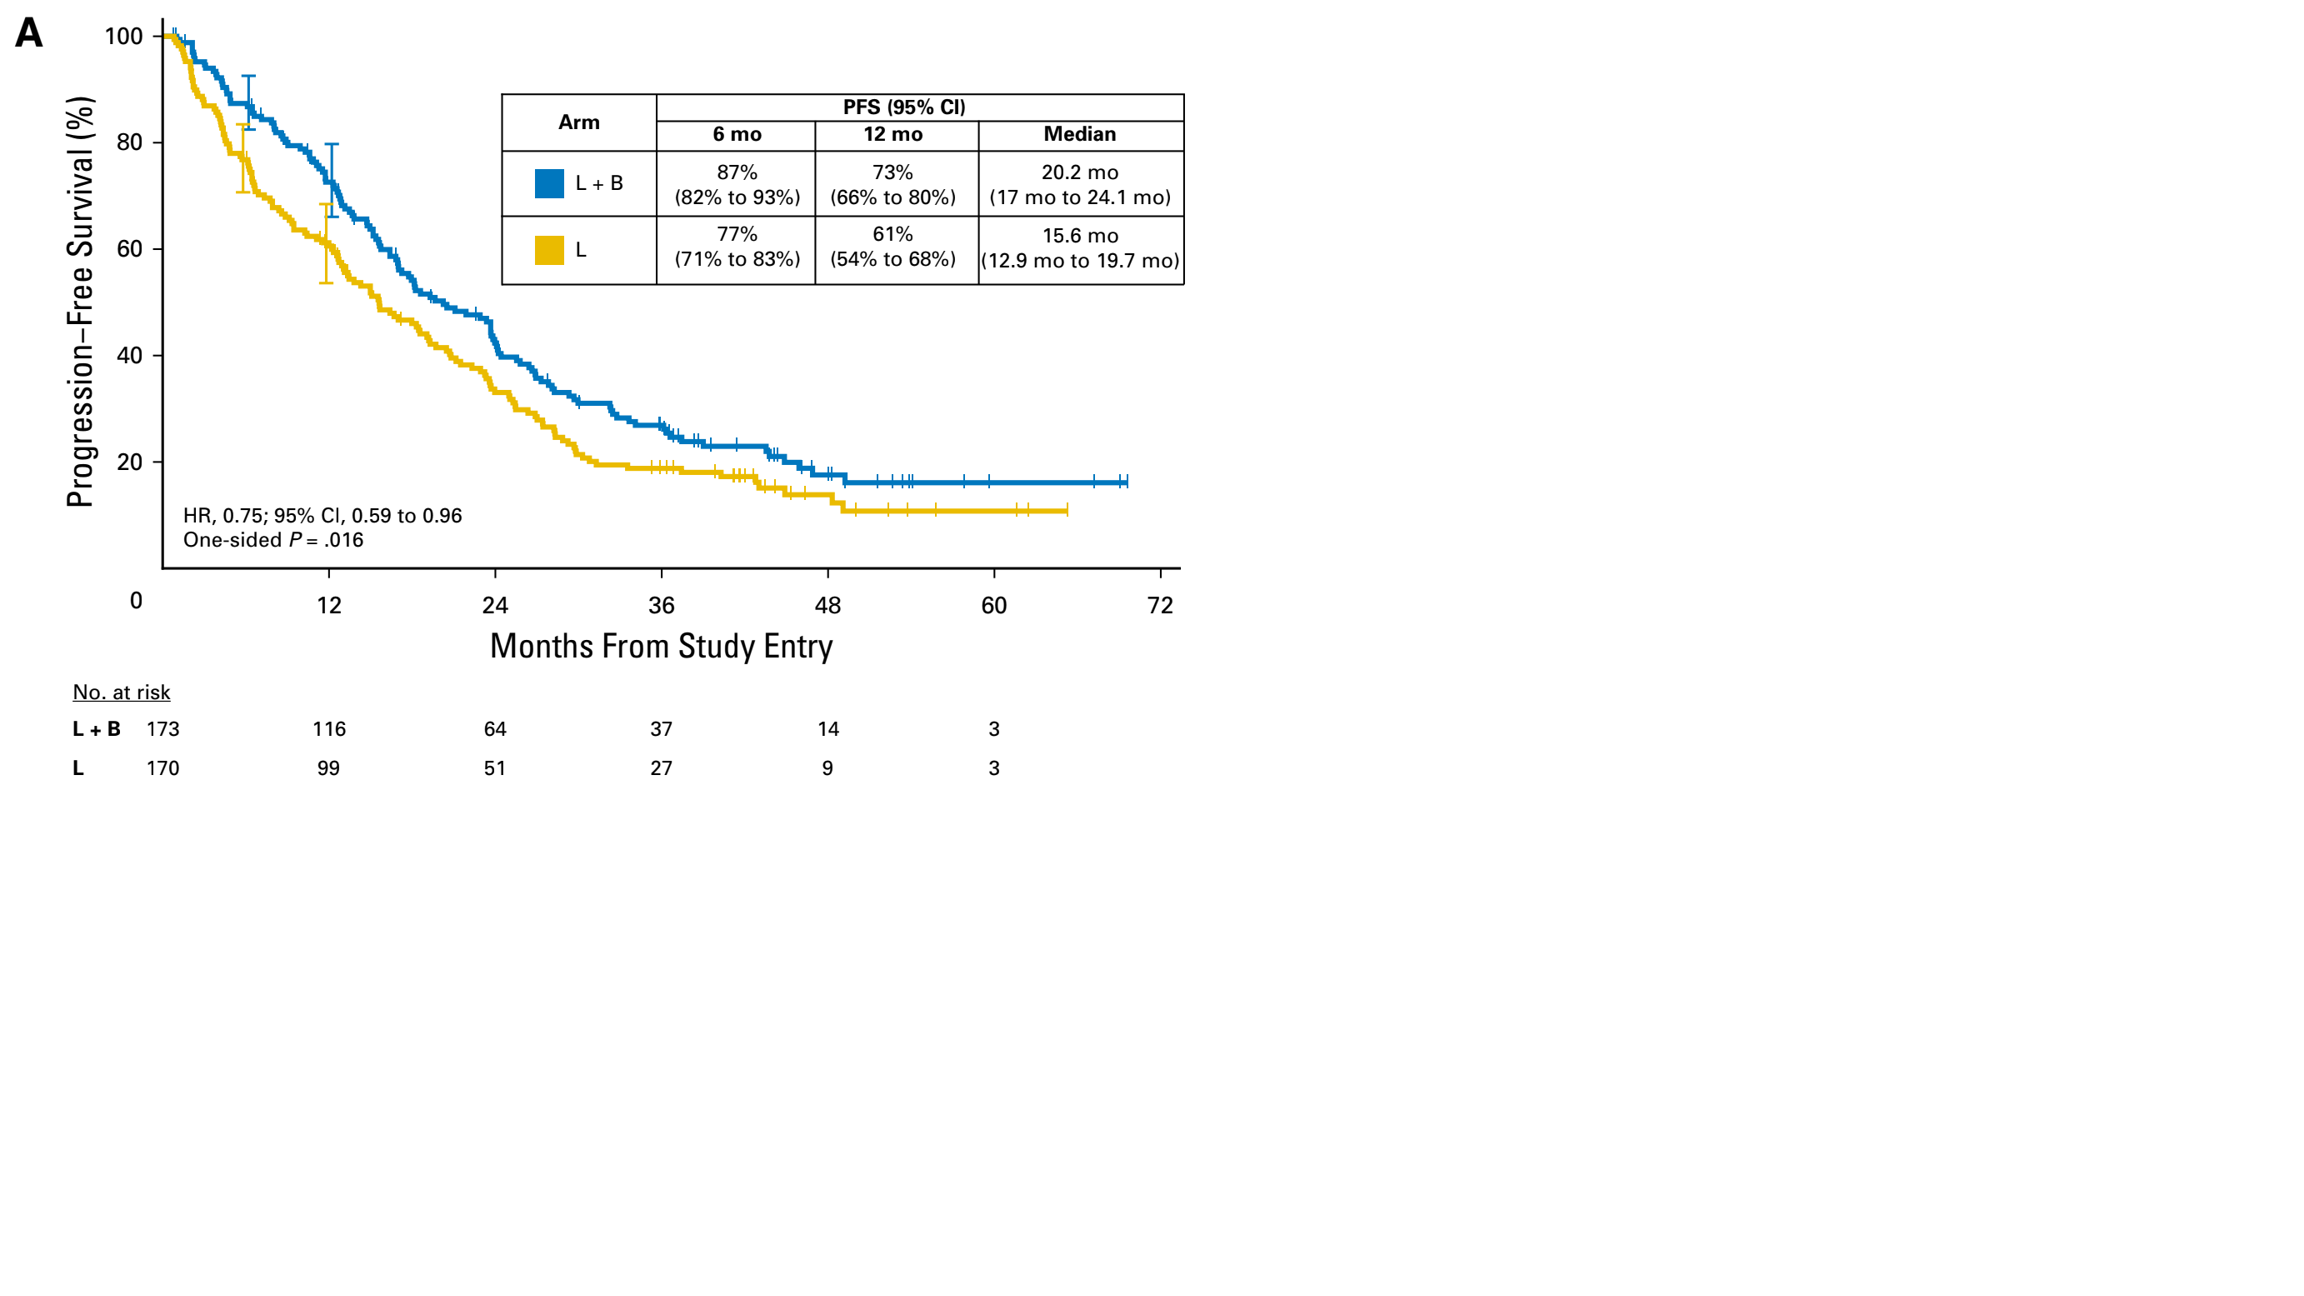 A
Progression–Free Survival (%)
100
80
60
40
20
0
Arm
PFS (95% CI)
6 mo 12 mo Median
L + B
87% 73% 20.2 mo
(82% to 93%) (66% to 80%) (17 mo to 24.1 mo)
L
77% 61% 15.6 mo
(71% to 83%) (54% to 68%) (12.9 mo to 19.7 mo)
HR, 0.75; 95% CI, 0.59 to 0.96
One-sided P = .016
12 24 36 48 60 72
Months From Study Entry
No. at risk
L + B 173 116 64 37 14 3
L 170 99 51 27 9 3